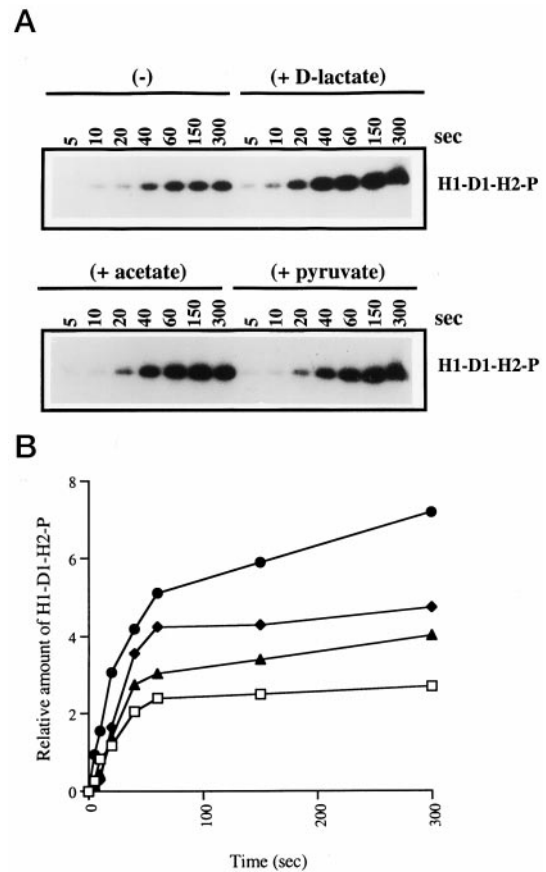 A
(-) (+ D-lactate)
5 10 20 40 60 150 300 5 10 20 40 60 150 300 sec
H1-D1-H2-P
(+ acetate) (+ pyruvate)
5 10 20 40 60 150 300 5 10 20 40 60 150 300 sec
H1-D1-H2-P
B
Relative amount of H1-D1-H2-P
8
6
4
2
0
0 100 200 300
Time (sec)